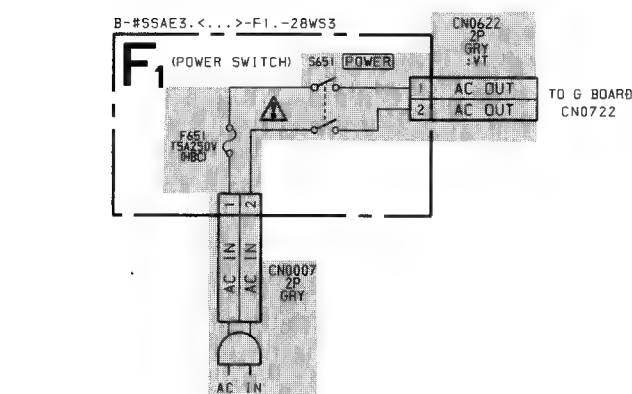 B-#SSAE3.<...>-F1.-28WS3
F1 (POWER SWITCH) S651 POWER
CN0622
2P
GRY
:VT
1 AC OUT
2 AC OUT
TO G BOARD
CN0722
F651
T5A250V
(HBC)
1 2
AC IN
AC IN
CN0007
2P
GRY
AC IN